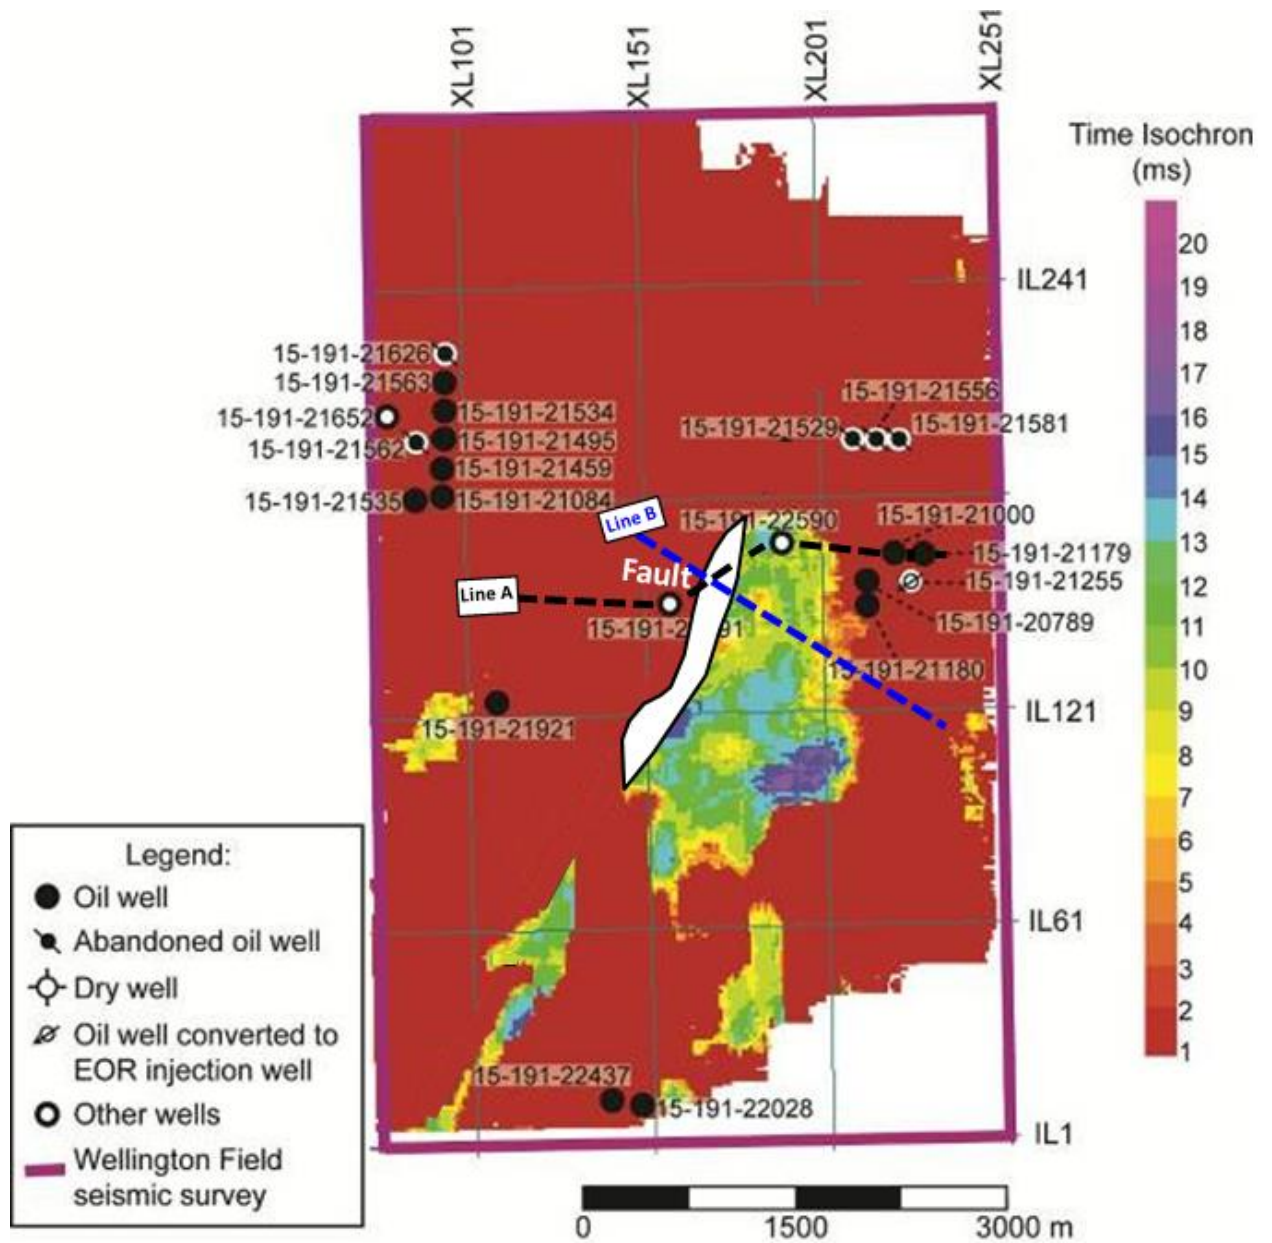 XL101
XL151
XL201
XL251
Time Isochron
(ms)
20
19
18
17
16
15
14
13
12
11
10
9
8
7
6
5
4
3
2
1
IL241
15-191-21626
15-191-21563
15-191-21652
15-191-21534
15-191-21562
15-191-21495
15-191-21459
15-191-21535
15-191-21084
15-191-21556
15-191-21529
15-191-21581
Line B
15-191-22590
15-191-21000
15-191-21179
Fault
15-191-21255
Line A
15-191-20789
15-191-21180
IL121
15-191-21921
IL61
15-191-22437
15-191-22028
IL1
Legend:
Oil well
Abandoned oil well
Dry well
Oil well converted to
EOR injection well
Other wells
Wellington Field
seismic survey
0 1500 3000 m